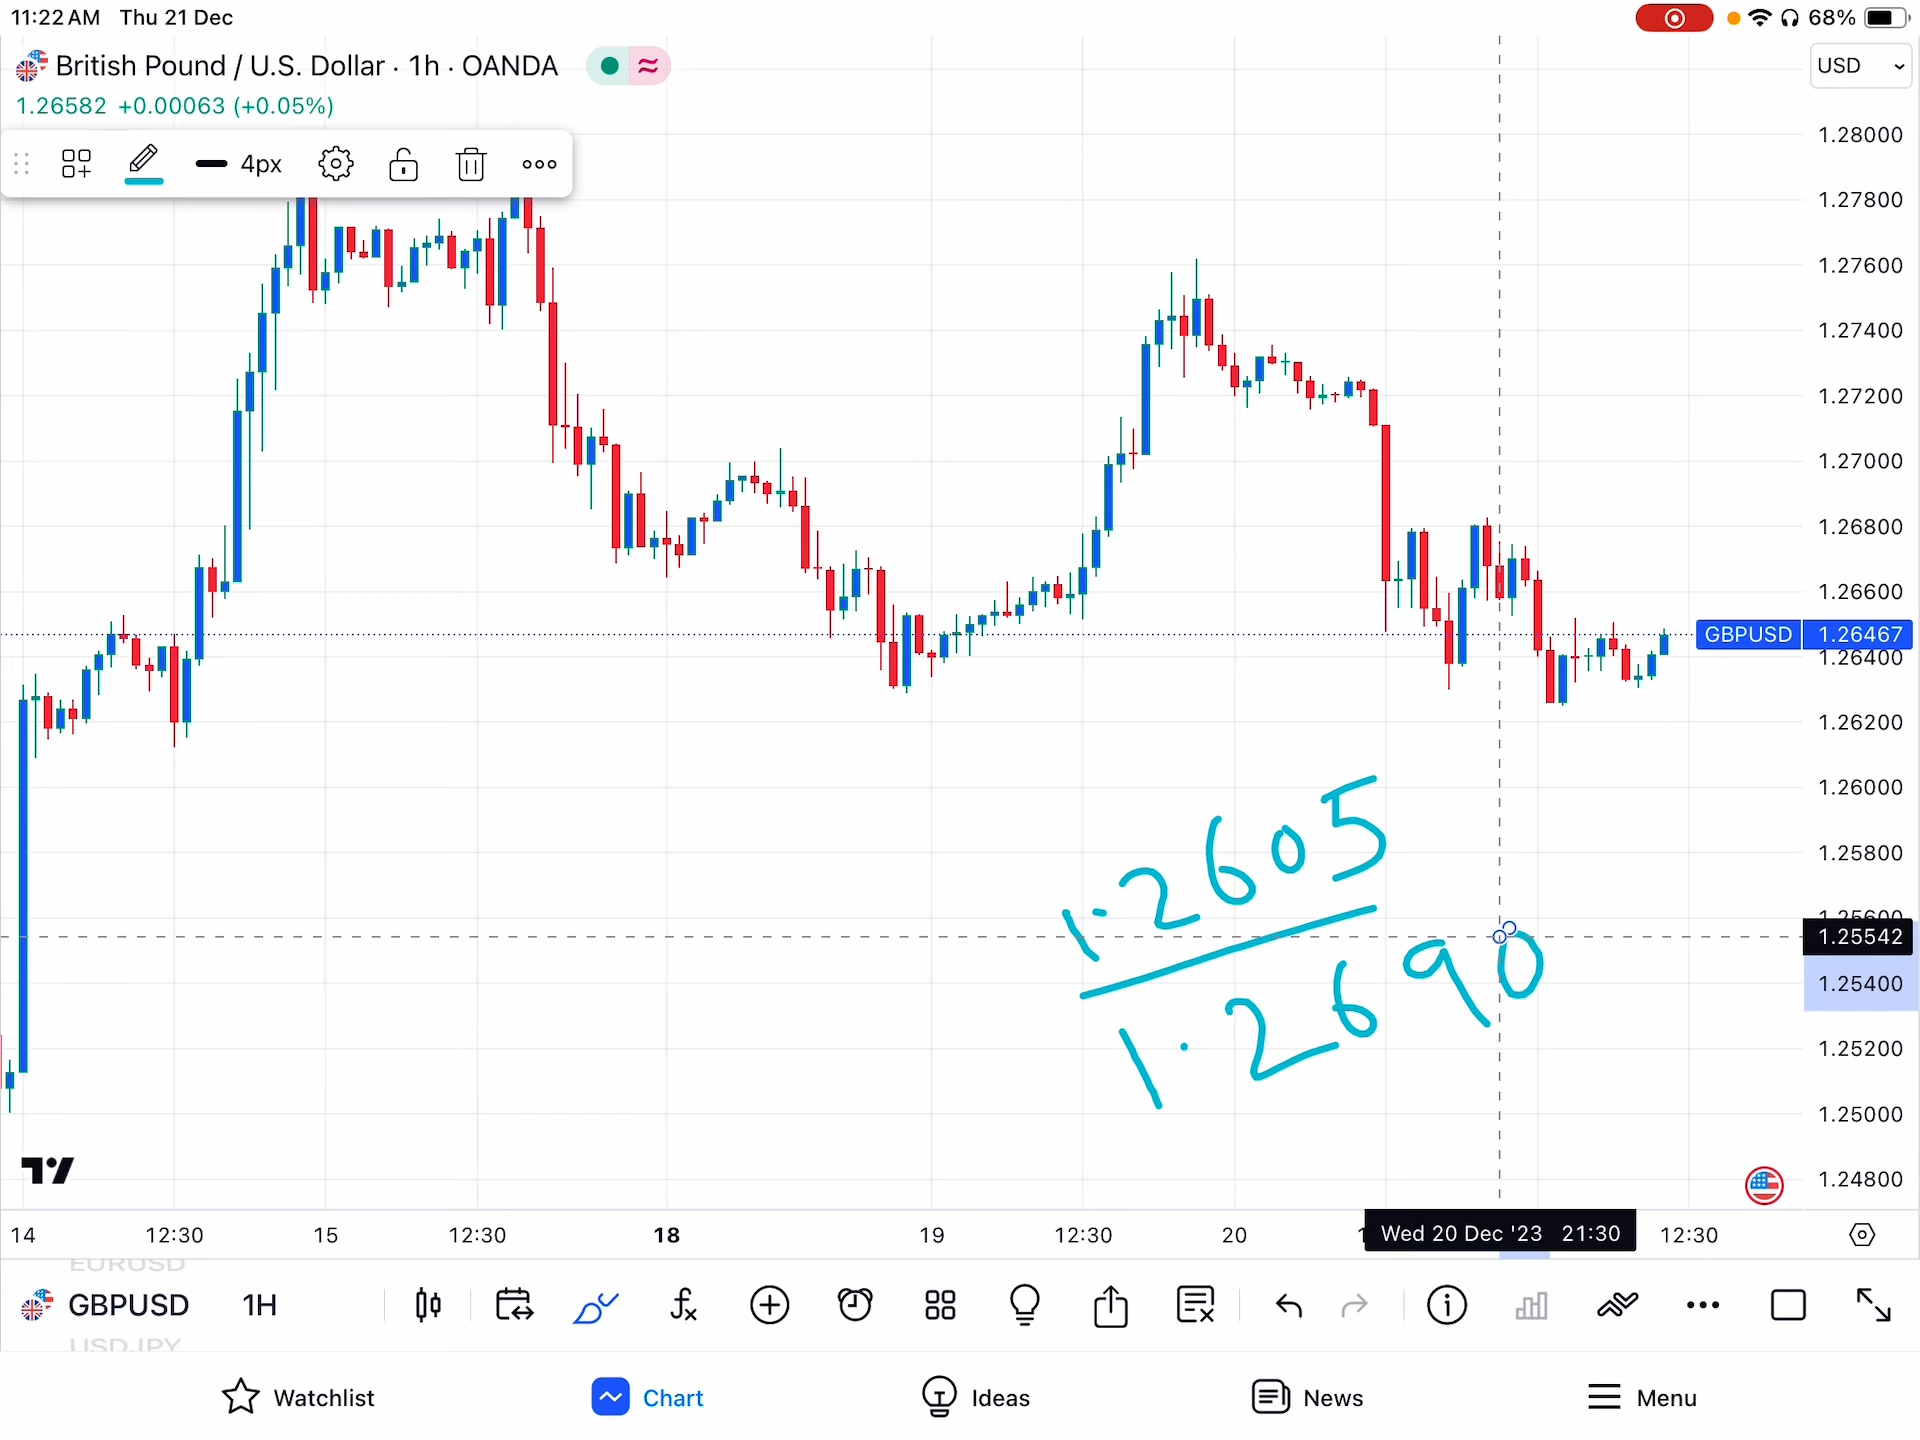 11:22 AM Thu 21 Dec
68%
British Pound / U.S. Dollar · 1h · OANDA
USD
1.26582 +0.00063 (+0.05%)
4px
1.28000
1.27800
1.27600
1.27400
1.27200
1.27000
1.26800
1.26600
GBPUSD 1.26467
1.26400
1.26200
1.26000
1.25800
1.25600
1.25542
1.25400
1.25200
1.25000
1.24800
1.2605
1.2690
14 12:30 15 12:30 18 19 12:30 20 Wed 20 Dec '23 21:30 12:30
EURUSD
GBPUSD 1H
USDJPY
Watchlist Chart Ideas News Menu